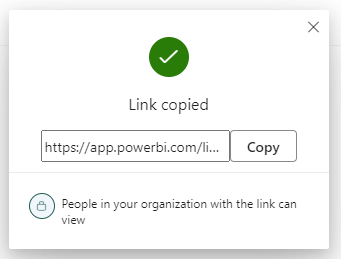 Link copied
https://app.powerbi.com/li...
Copy
People in your organization with the link can
view